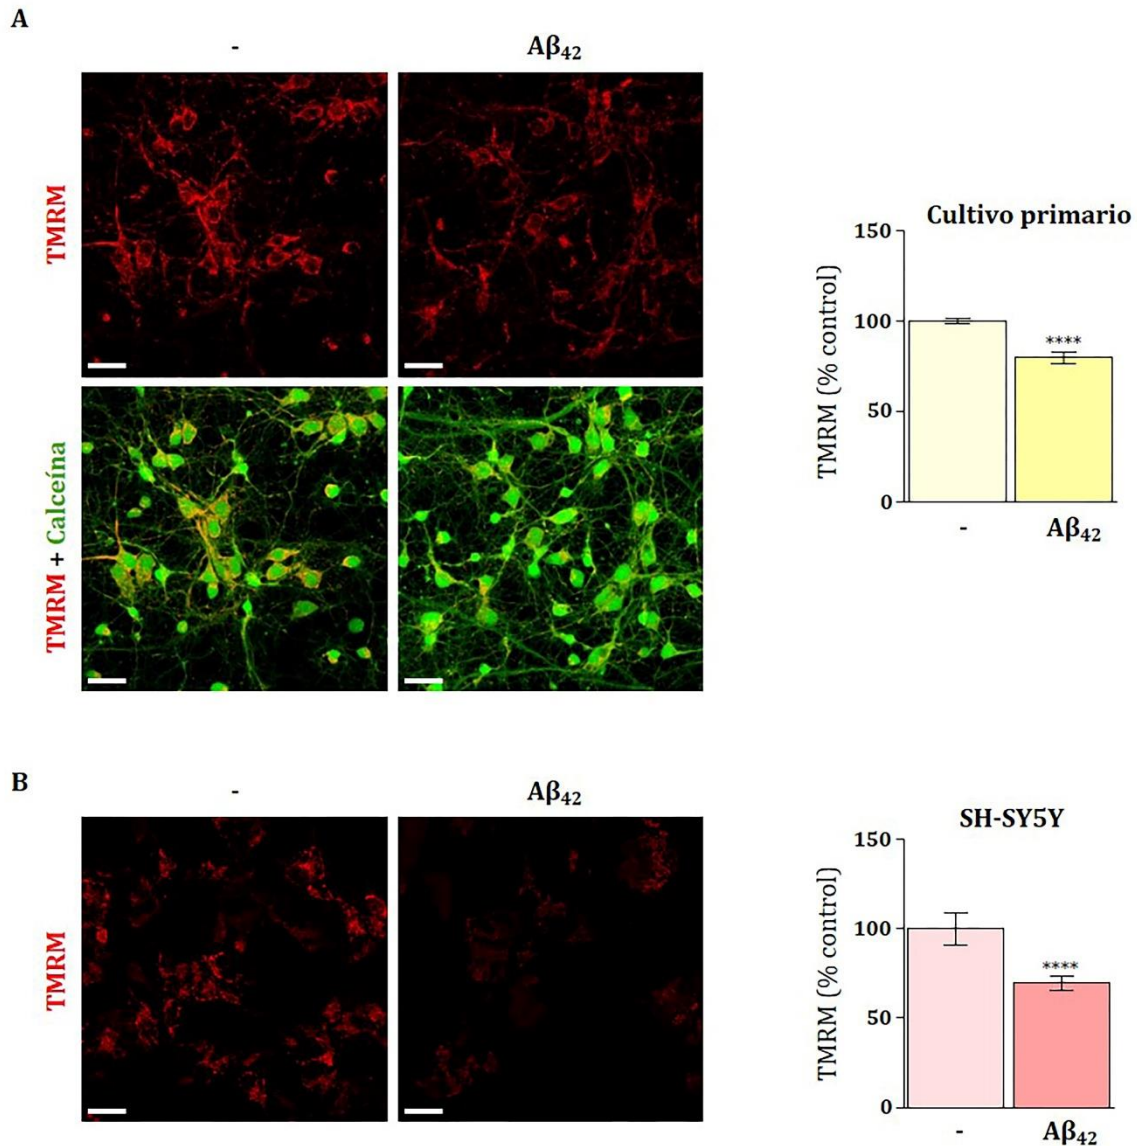 A
-
Aβ42
TMRM
TMRM + Calceína
Cultivo primario
TMRM (% control)
150
100
50
0
****
-
Aβ42
B
-
Aβ42
TMRM
SH-SY5Y
TMRM (% control)
150
100
50
0
****
-
Aβ42